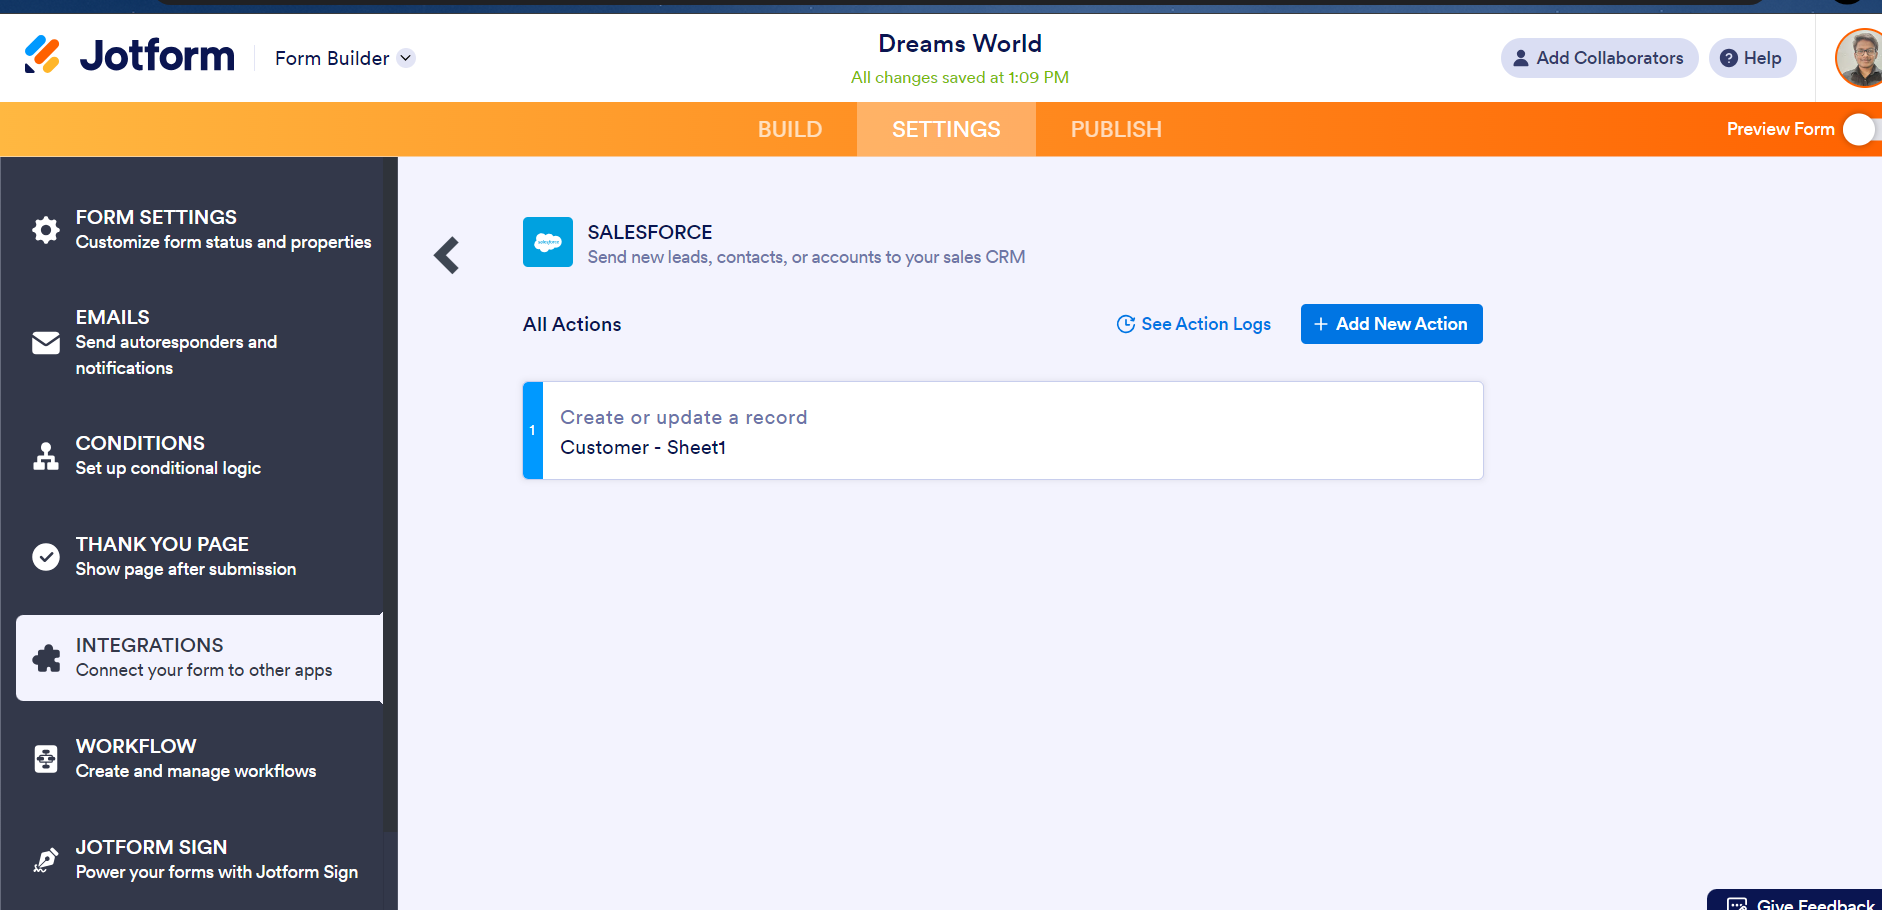 Jotform
Form Builder
Dreams World
All changes saved at 1:09 PM
Add Collaborators
Help
BUILD
SETTINGS
PUBLISH
Preview Form
FORM SETTINGS
Customize form status and properties
EMAILS
Send autoresponders and
notifications
CONDITIONS
Set up conditional logic
THANK YOU PAGE
Show page after submission
INTEGRATIONS
Connect your form to other apps
WORKFLOW
Create and manage workflows
JOTFORM SIGN
Power your forms with Jotform Sign
salesforce
SALESFORCE
Send new leads, contacts, or accounts to your sales CRM
All Actions
See Action Logs
+ Add New Action
1
Create or update a record
Customer - Sheet1
Give Feedback